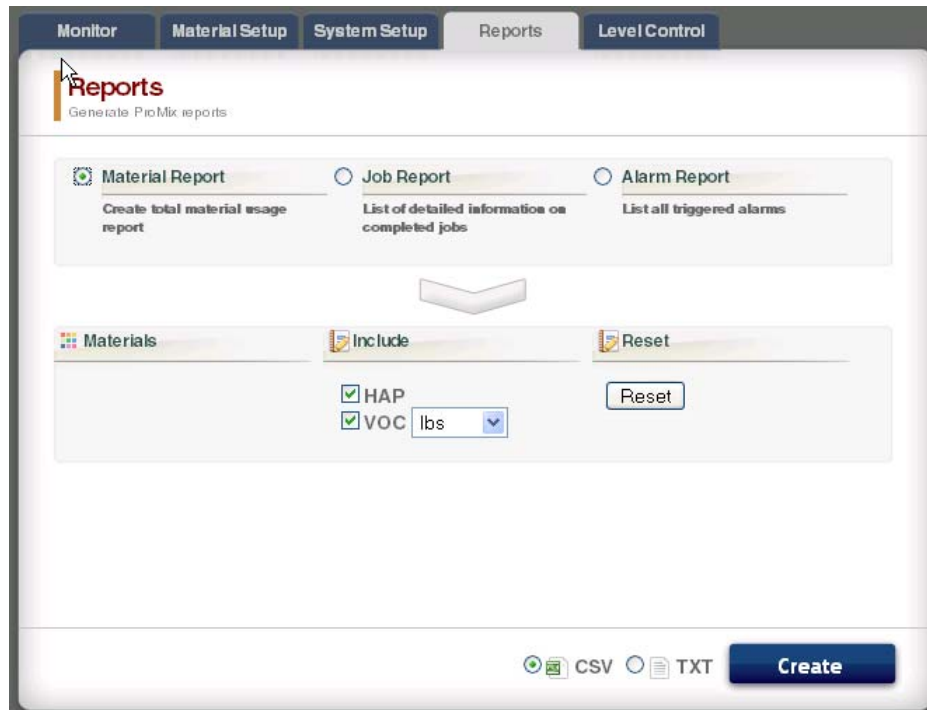 Monitor Material Setup System Setup Reports Level Control
Reports
Generate ProMix reports
Material Report Job Report Alarm Report
Create total material usage List of detailed information on List all triggered alarms
report completed jobs
Materials Include Reset
HAP Reset
VOC lbs
CSV TXT Create